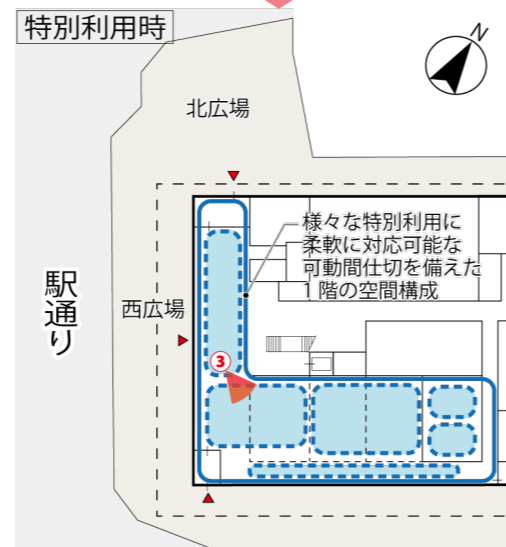 特別利用時
N
北広場
様々な特別利用に
柔軟に対応可能な
可動間仕切を備えた
1階の空間構成
駅通り
西広場
③